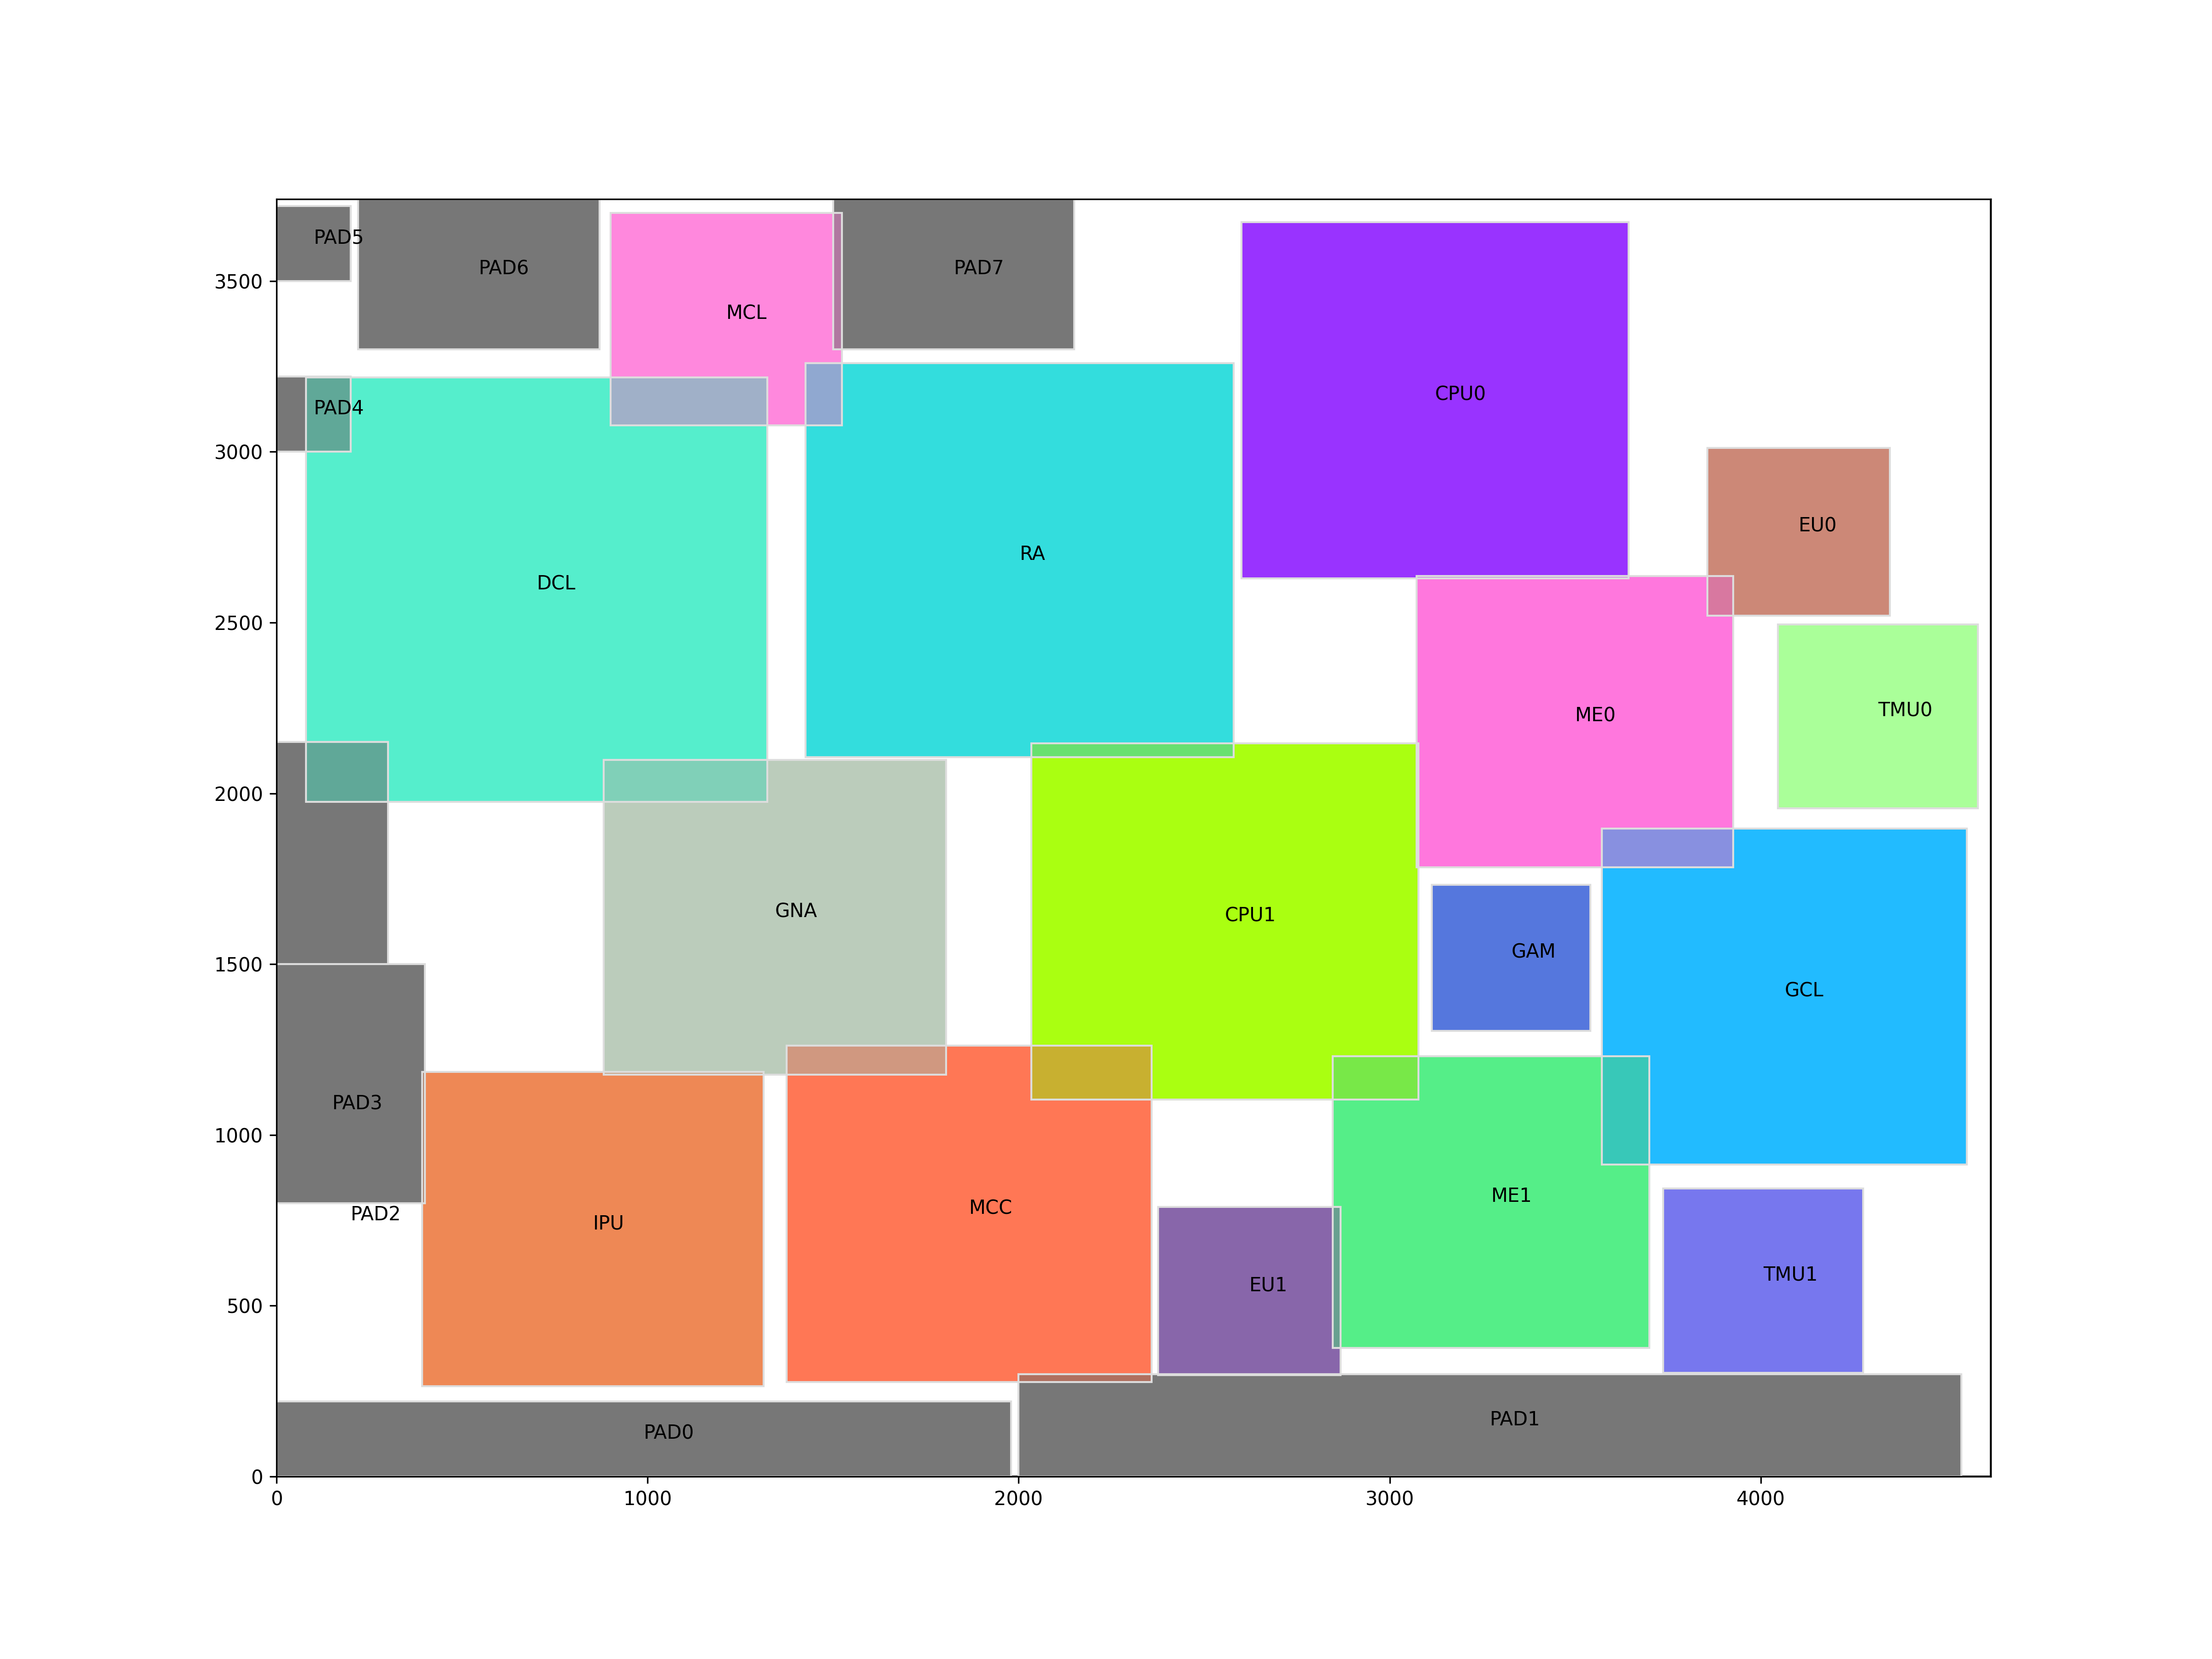 PAD5
PAD6
PAD7
MCL
CPU0
PAD4
EU0
RA
DCL
TMU0
ME0
GNA
CPU1
GAM
GCL
PAD3
PAD2
IPU
MCC
ME1
EU1
TMU1
PAD0
PAD1
3500
3000
2500
2000
1500
1000
500
0
0 1000 2000 3000 4000